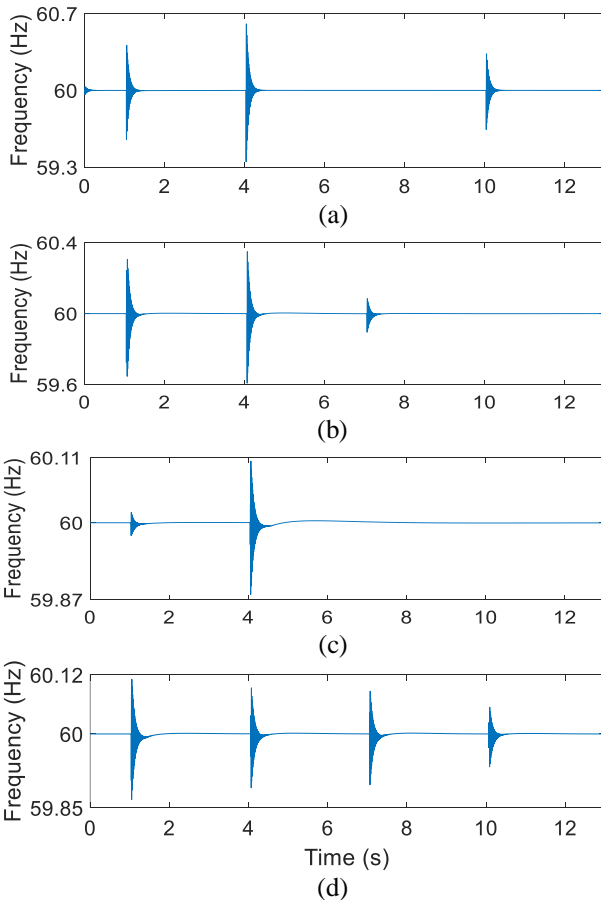 60.7
60
59.3
Frequency (Hz)
0 2 4 6 8 10 12
(a)
60.4
60
59.6
Frequency (Hz)
0 2 4 6 8 10 12
(b)
60.11
60
59.87
Frequency (Hz)
0 2 4 6 8 10 12
(c)
60.12
60
59.85
Frequency (Hz)
0 2 4 6 8 10 12
Time (s)
(d)